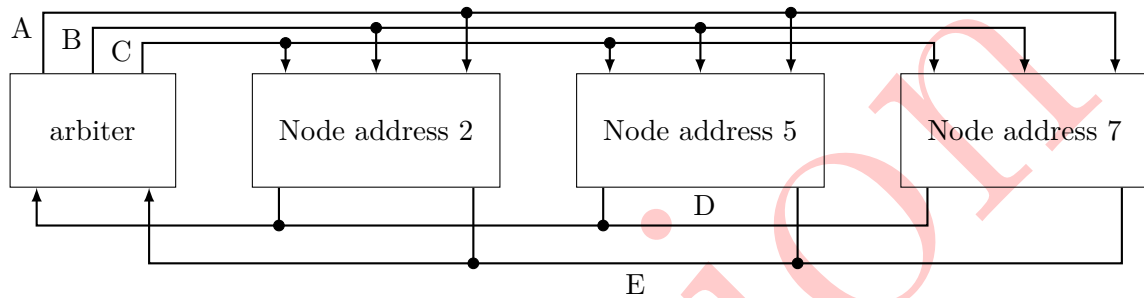 A
B
C
arbiter
Node address 2
Node address 5
Node address 7
D
E